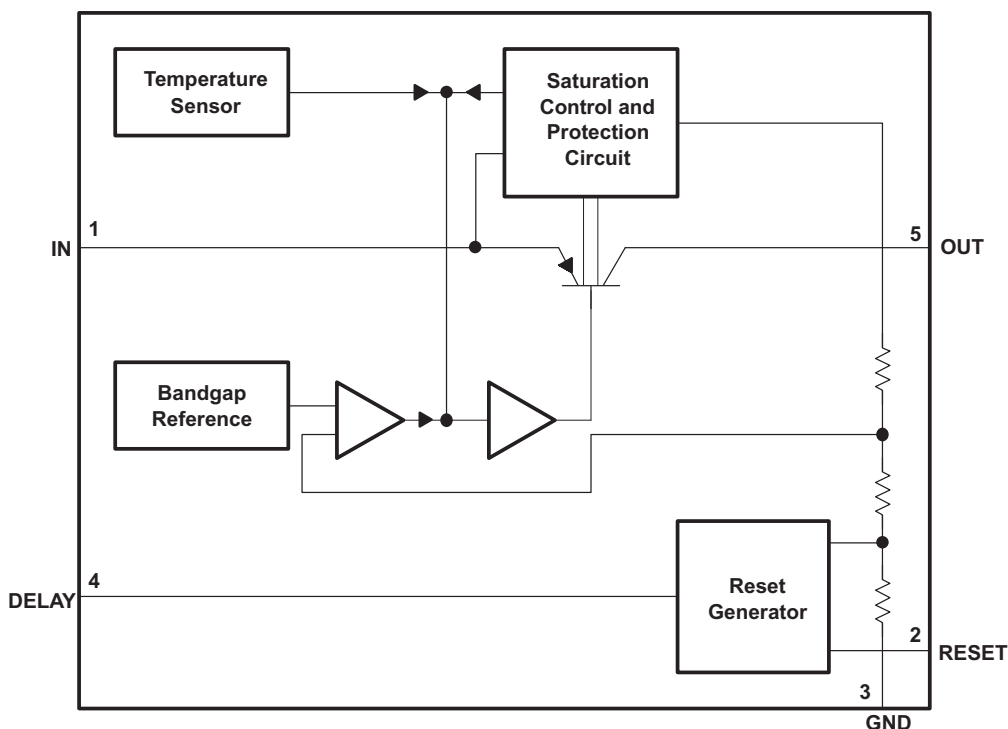 Temperature
Sensor
Saturation
Control and
Protection
Circuit
1
IN
5
OUT
Bandgap
Reference
4
DELAY
Reset
Generator
2
RESET
3
GND